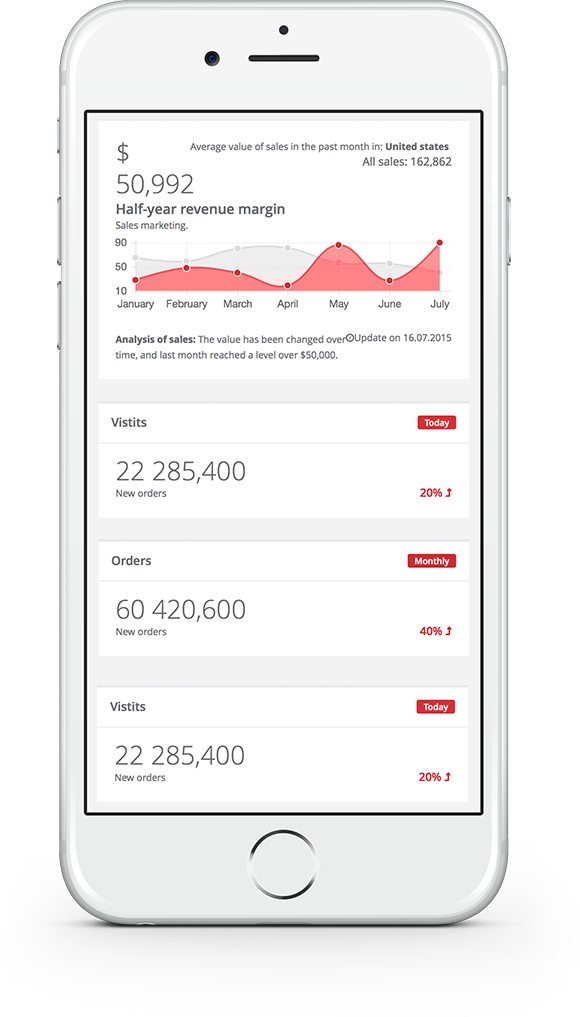 $
50,992
Average value of sales in the past month in: United states
All sales: 162,862
Half-year revenue margin
Sales marketing.
90
50
10
January February March April May June July
Analysis of sales: The value has been changed over
time, and last month reached a level over $50,000.
Update on 16.07.2015
Vistits
Today
22 285,400
New orders
20%
Orders
Monthly
60 420,600
New orders
40%
Vistits
Today
22 285,400
New orders
20%